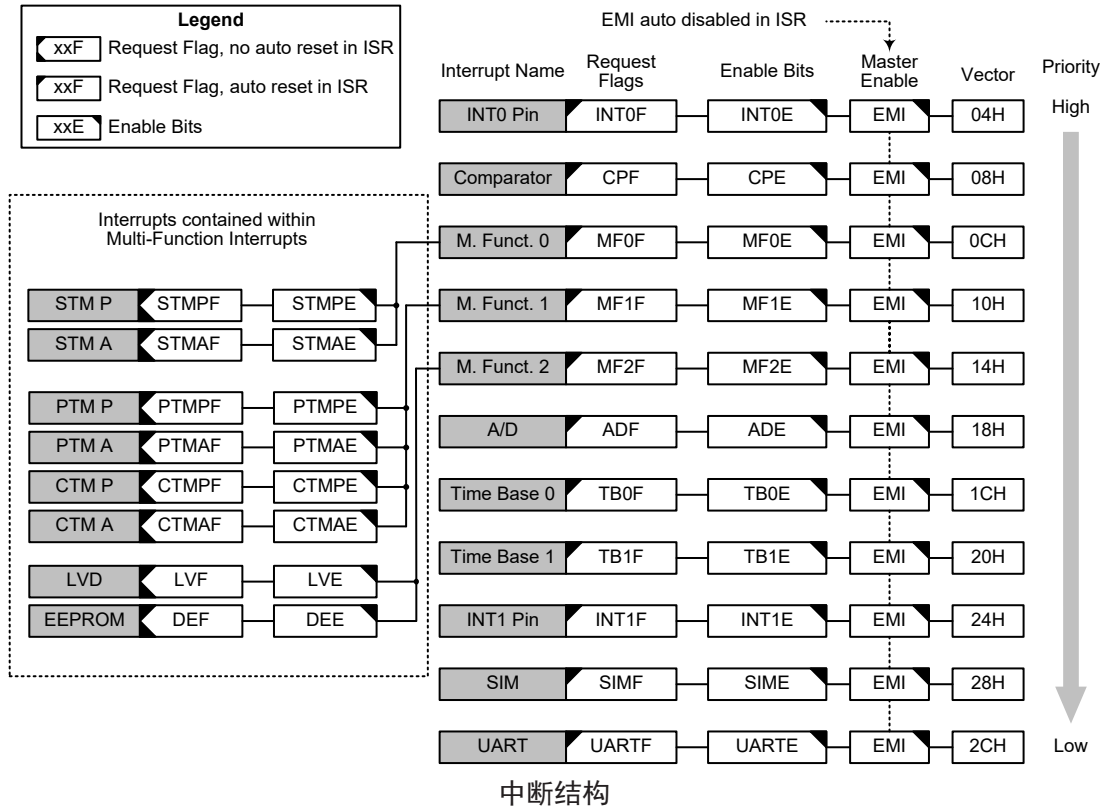 Legend
xxF Request Flag, no auto reset in ISR
xxF Request Flag, auto reset in ISR
xxE Enable Bits
EMI auto disabled in ISR
Interrupt Name Request Flags Enable Bits Master Enable Vector Priority
INT0 Pin INT0F INT0E EMI 04H High
Comparator CPF CPE EMI 08H
Interrupts contained within
Multi-Function Interrupts
M. Funct. 0 MF0F MF0E EMI 0CH
STM P STMPF STMPE
M. Funct. 1 MF1F MF1E EMI 10H
STM A STMAF STMAE
M. Funct. 2 MF2F MF2E EMI 14H
PTM P PTMPF PTMPE
A/D ADF ADE EMI 18H
PTM A PTMAF PTMAE
CTM P CTMPF CTMPE
Time Base 0 TB0F TB0E EMI 1CH
CTM A CTMAF CTMAE
Time Base 1 TB1F TB1E EMI 20H
LVD LVF LVE
EEPROM DEF DEE
INT1 Pin INT1F INT1E EMI 24H
SIM SIMF SIME EMI 28H
UART UARTF UARTE EMI 2CH Low
中断结构